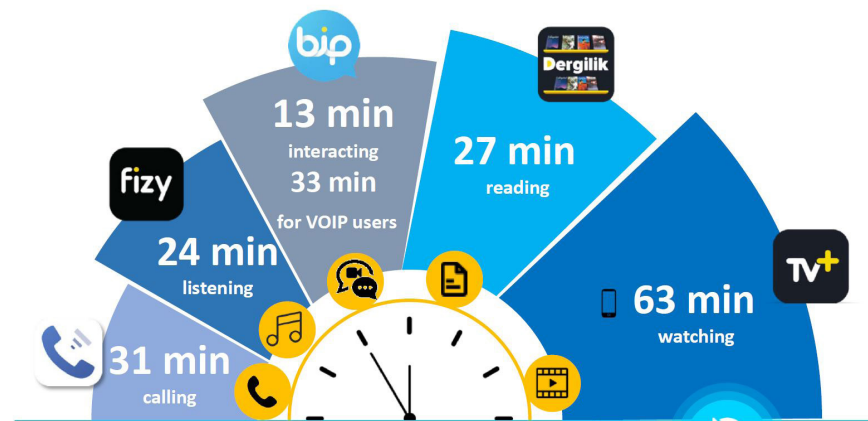 bip
13 min
interacting
33 min
for VOIP users
Dergilik
27 min
reading
fizy
24 min
listening
TV+
63 min
watching
31 min
calling